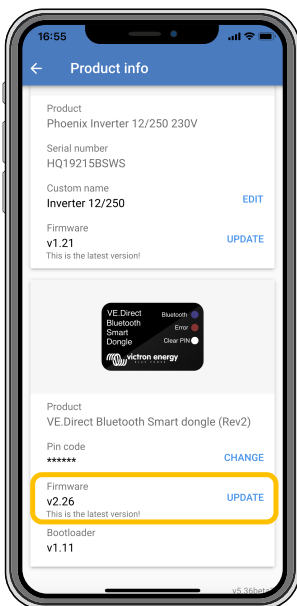 16:55
Product info
Product
Phoenix Inverter 12/250 230V
Serial number
HQ19215BSWS
Custom name
Inverter 12/250
EDIT
Firmware
v1.21
UPDATE
This is the latest version!
VE.Direct
Bluetooth
Smart
Dongle
Bluetooth
Error
Clear PIN
victron energy
Product
VE.Direct Bluetooth Smart dongle (Rev2)
Pin code
******
CHANGE
Firmware
v2.26
UPDATE
This is the latest version!
Bootloader
v1.11